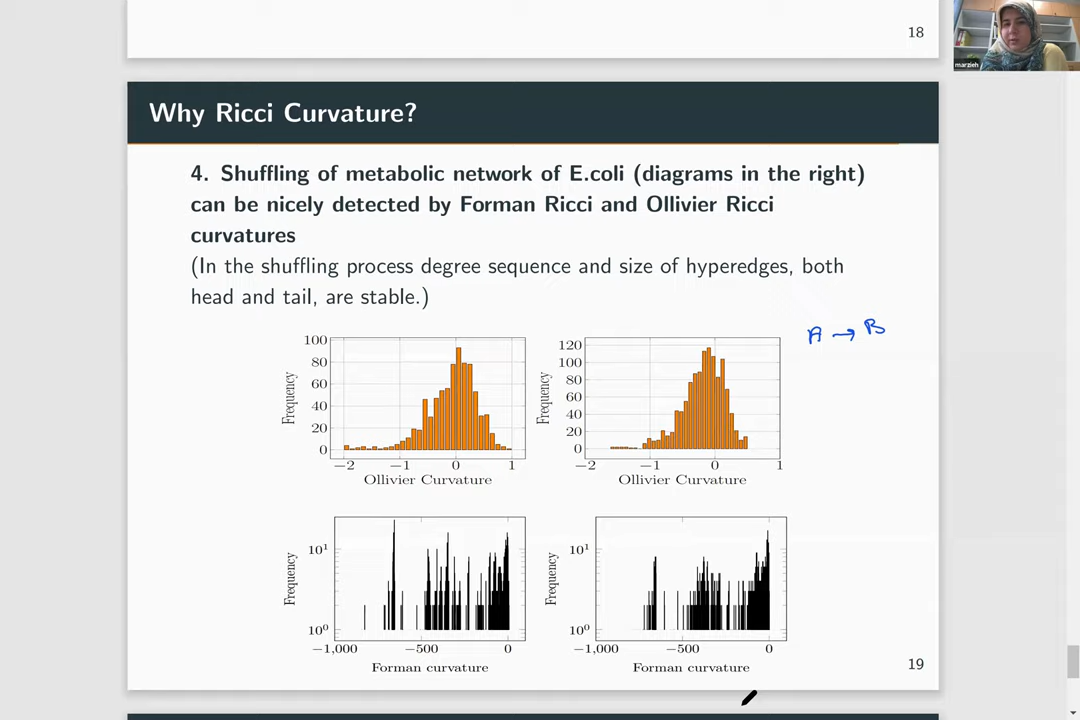 18
marzieh
Why Ricci Curvature?
4. Shuffling of metabolic network of E.coli (diagrams in the right)
can be nicely detected by Forman Ricci and Ollivier Ricci
curvatures
(In the shuffling process degree sequence and size of hyperedges, both
head and tail, are stable.)
A → B
100
80
60
40
20
0
Frequency
−2 −1 0 1
Ollivier Curvature
120
100
80
60
40
20
0
Frequency
−2 −1 0 1
Ollivier Curvature
10¹
10⁰
Frequency
−1,000 −500 0
Forman curvature
10¹
10⁰
Frequency
−1,000 −500 0
Forman curvature
19